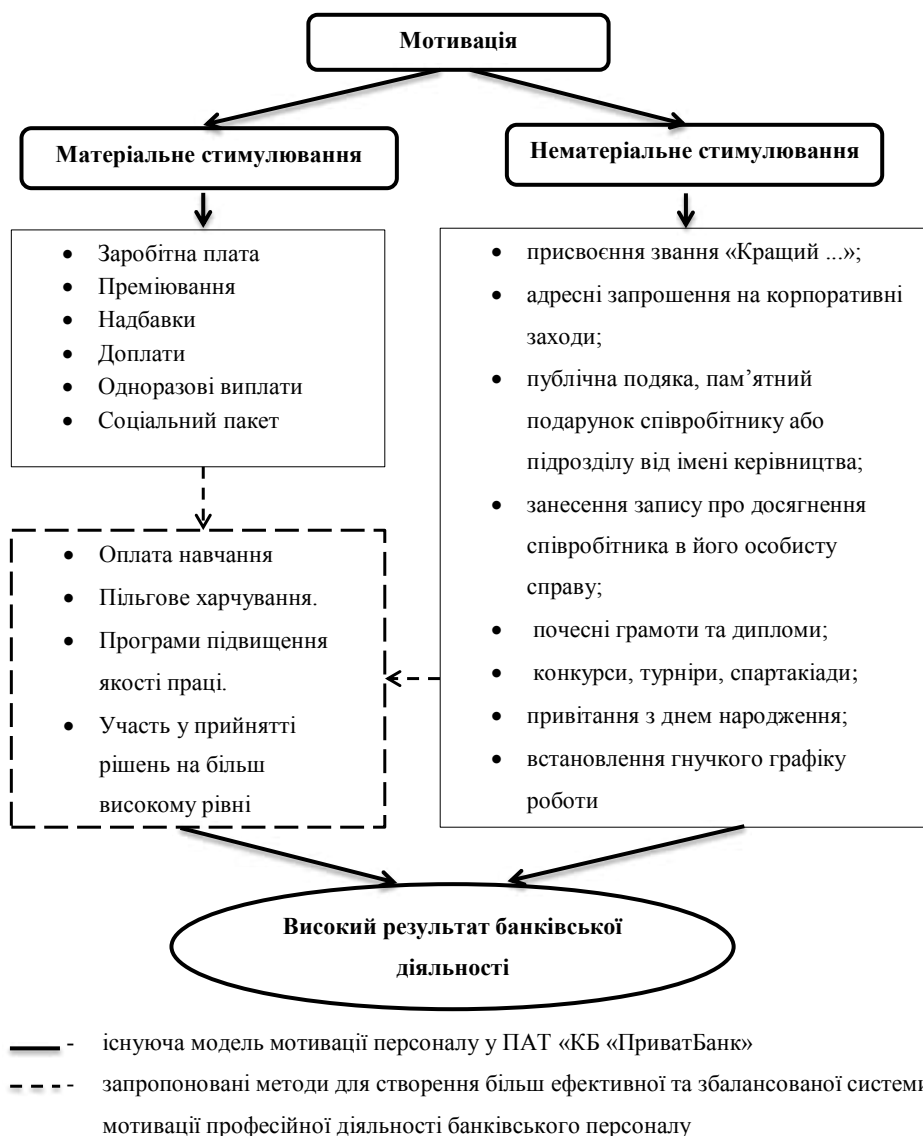 Мотивація
Матеріальне стимулювання
Нематеріальне стимулювання
• Заробітна плата
• Преміювання
• Надбавки
• Доплати
• Одноразові виплати
• Соціальний пакет
• Оплата навчання
• Пільгове харчування.
• Програми підвищення
якості праці.
• Участь у прийнятті
рішень на більш
високому рівні
• присвоєння звання «Кращий ...»;
• адресні запрошення на корпоративні
заходи;
• публічна подяка, пам’ятний
подарунок співробітнику або
підрозділу від імені керівництва;
• занесення запису про досягнення
співробітника в його особисту
справу;
• почесні грамоти та дипломи;
• конкурси, турніри, спартакіади;
• привітання з днем народження;
• встановлення гнучкого графіку
роботи
Високий результат банківської
діяльності
- існуюча модель мотивації персоналу у ПАТ «КБ «ПриватБанк»
- запропоновані методи для створення більш ефективної та збалансованої системи
мотивації професійної діяльності банківського персоналу